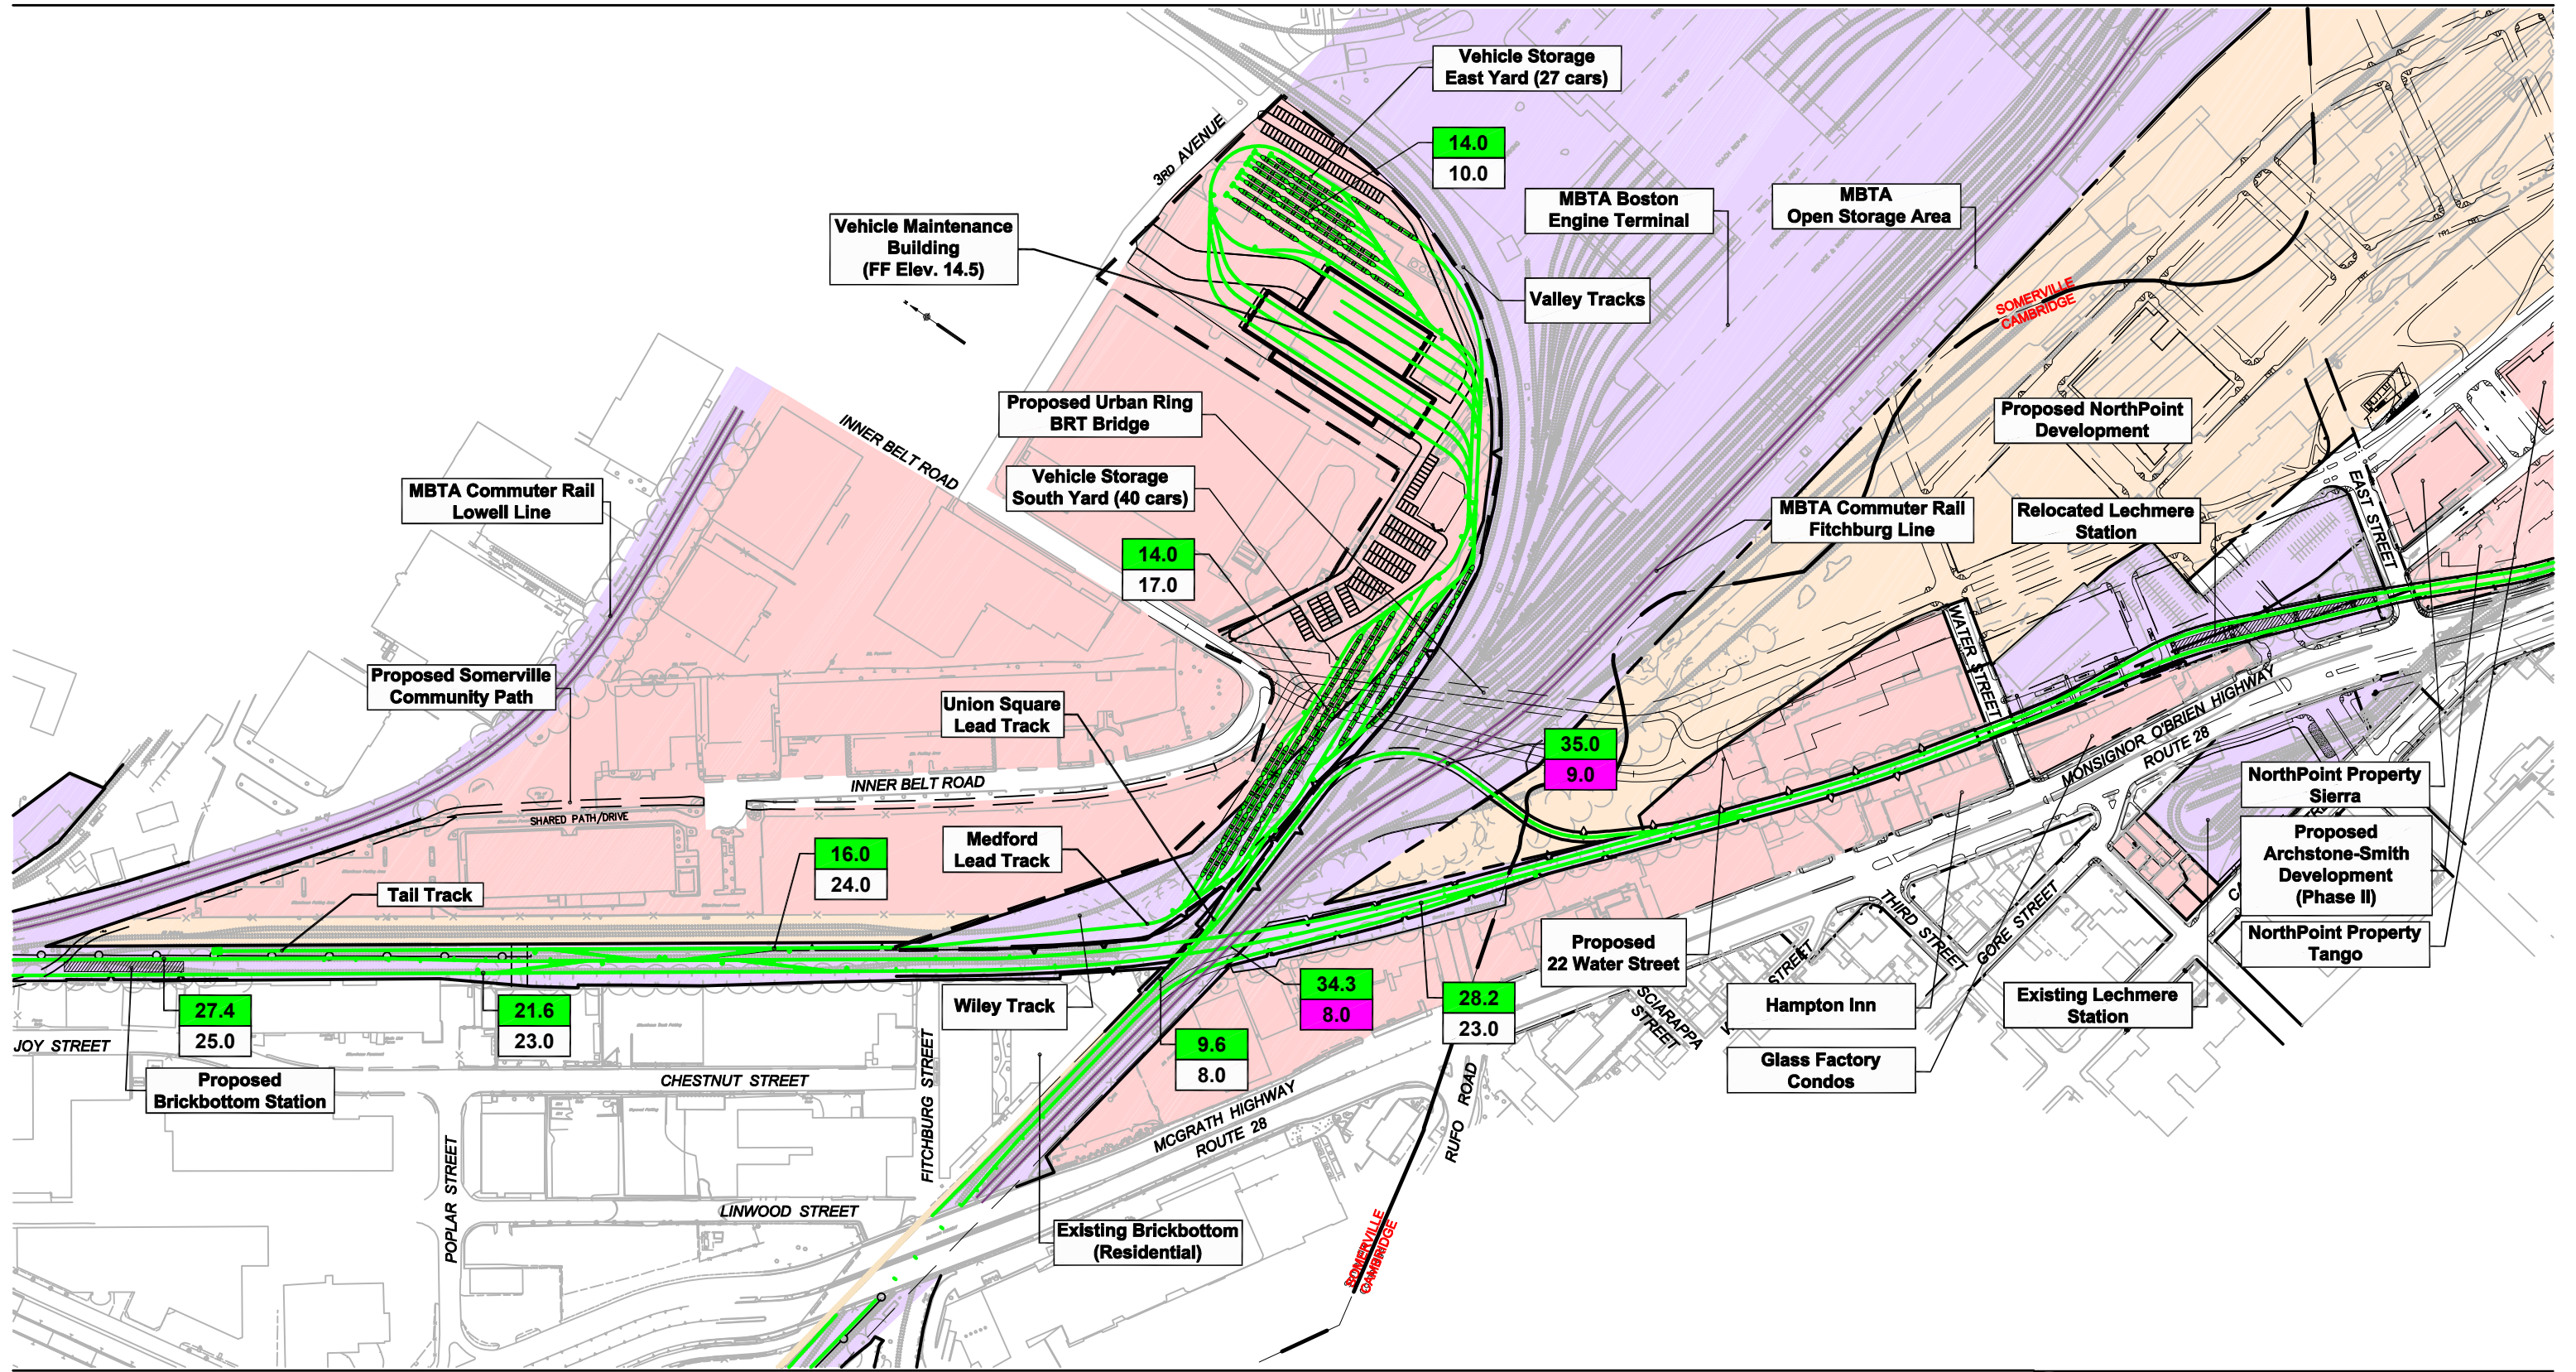 Vehicle Storage
East Yard (27 cars)
14.0
10.0
3RD AVENUE
MBTA Boston
Engine Terminal
MBTA
Open Storage Area
Vehicle Maintenance
Building
(FF Elev. 14.5)
Valley Tracks
SOMERVILLE
CAMBRIDGE
TRUCK SHOP
COACH REPAIR
Proposed Urban Ring
BRT Bridge
Proposed NorthPoint
Development
INNER BELT ROAD
Vehicle Storage
South Yard (40 cars)
MBTA Commuter Rail
Lowell Line
MBTA Commuter Rail
Fitchburg Line
Relocated Lechmere
Station
EAST STREET
14.0
17.0
WATER STREET
Proposed Somerville
Community Path
Union Square
Lead Track
MONSIGNOR O'BRIEN HIGHWAY
ROUTE 28
35.0
9.0
INNER BELT ROAD
SHARED PATH/DRIVE
NorthPoint Property
Sierra
Medford
Lead Track
16.0
24.0
Proposed
Archstone-Smith
Development
(Phase II)
Tail Track
THIRD STREET
GORE STREET
NorthPoint Property
Tango
Proposed
22 Water Street
STREET
SCIARAPPA
STREET
Hampton Inn
Existing Lechmere
Station
Wiley Track
34.3
8.0
28.2
23.0
27.4
25.0
21.6
23.0
9.6
8.0
JOY STREET
Proposed
Brickbottom Station
CHESTNUT STREET
FITCHBURG STREET
Glass Factory
Condos
MCGRATH HIGHWAY
ROUTE 28
RUFO ROAD
POPLAR STREET
LINWOOD STREET
Existing Brickbottom
(Residential)
SOMERVILLE
CAMBRIDGE